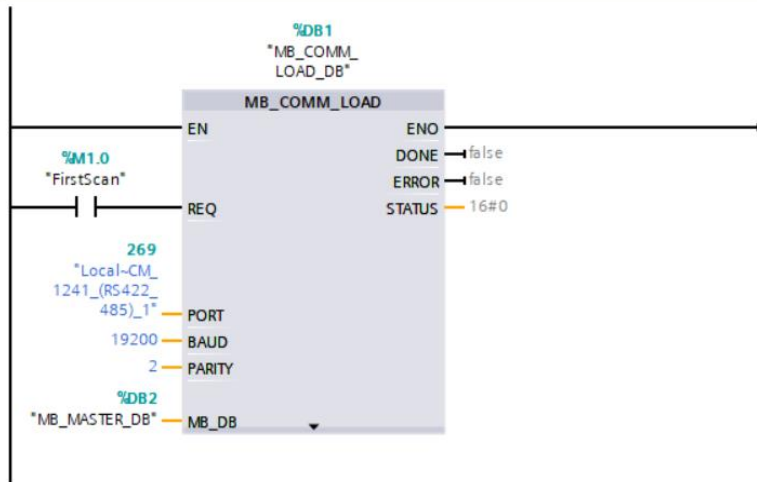 %DB1
"MB_COMM_
LOAD_DB"
MB_COMM_LOAD
EN ENO
DONE false
%M1.0
"FirstScan"
ERROR false
REQ
STATUS 16#0
269
"Local~CM_
1241_(RS422_
485)_1"
PORT
19200 BAUD
2 PARITY
%DB2
"MB_MASTER_DB" MB_DB